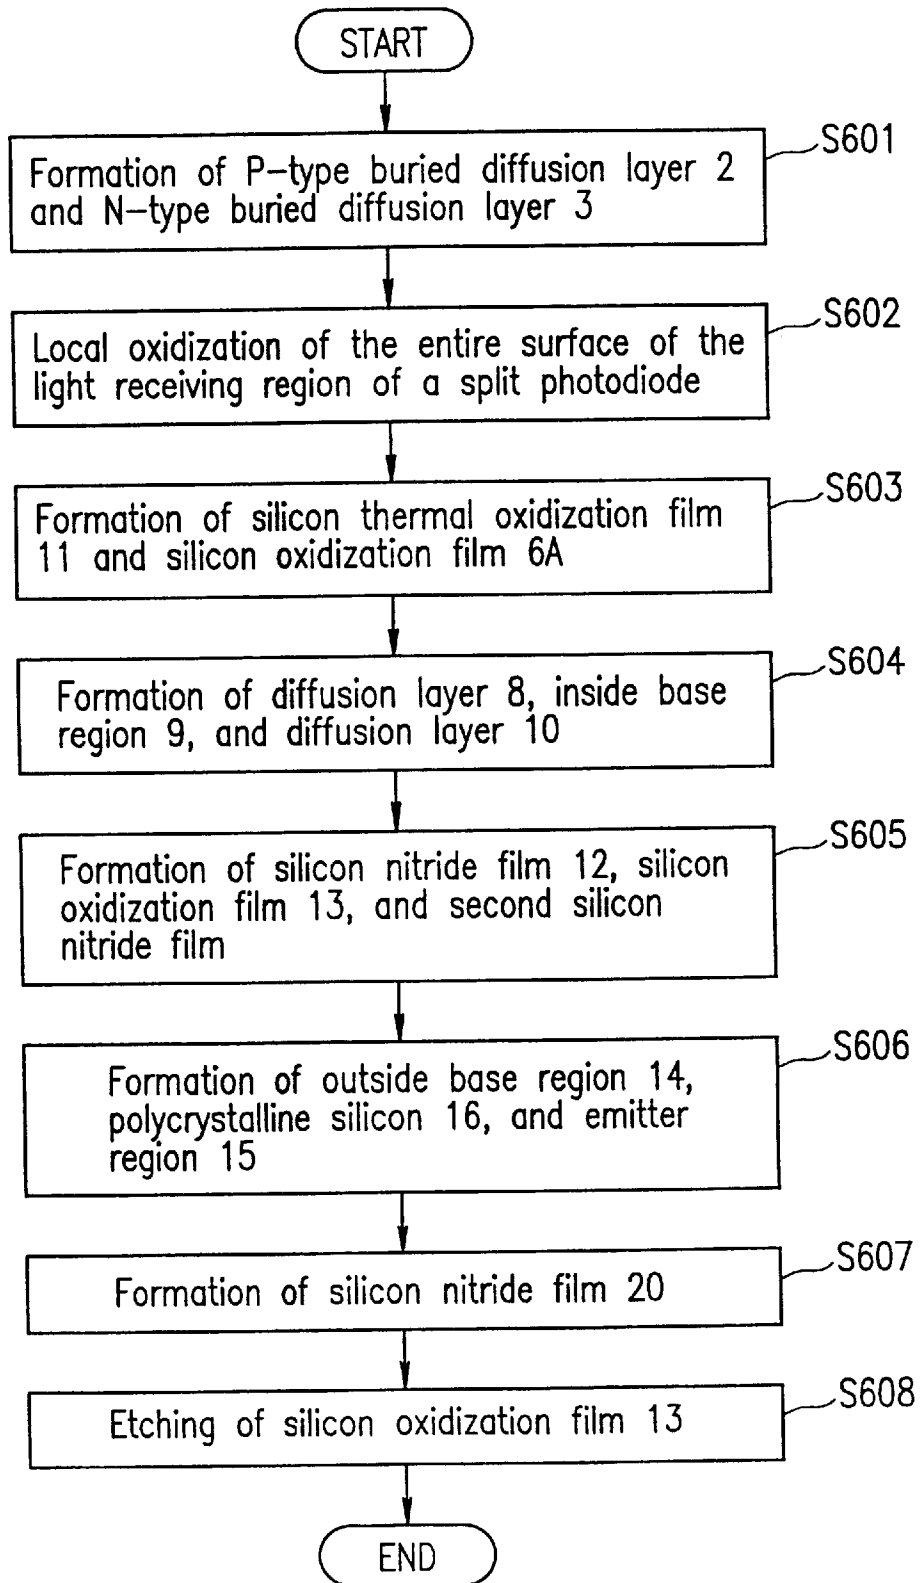 START
S601
Formation of P-type buried diffusion layer 2
and N-type buried diffusion layer 3
S602
Local oxidization of the entire surface of the
light receiving region of a split photodiode
S603
Formation of silicon thermal oxidization film
11 and silicon oxidization film 6A
S604
Formation of diffusion layer 8, inside base
region 9, and diffusion layer 10
S605
Formation of silicon nitride film 12, silicon
oxidization film 13, and second silicon
nitride film
S606
Formation of outside base region 14,
polycrystalline silicon 16, and emitter
region 15
S607
Formation of silicon nitride film 20
S608
Etching of silicon oxidization film 13
END